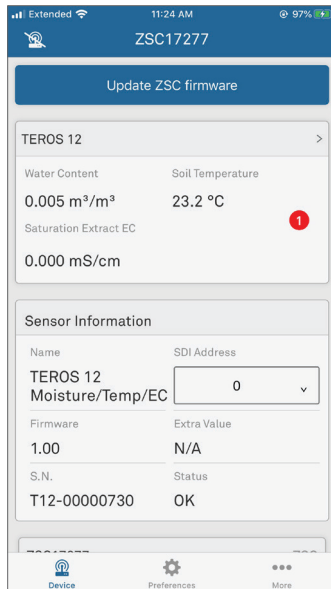 Extended 11:24 AM 97%
ZSC17277
Update ZSC firmware
TEROS 12 >
Water Content Soil Temperature
0.005 m³/m³ 23.2 °C
1
Saturation Extract EC
0.000 mS/cm
Sensor Information
Name SDI Address
TEROS 12
Moisture/Temp/EC 0
Firmware Extra Value
1.00 N/A
S.N. Status
T12-00000730 OK
Device Preferences More